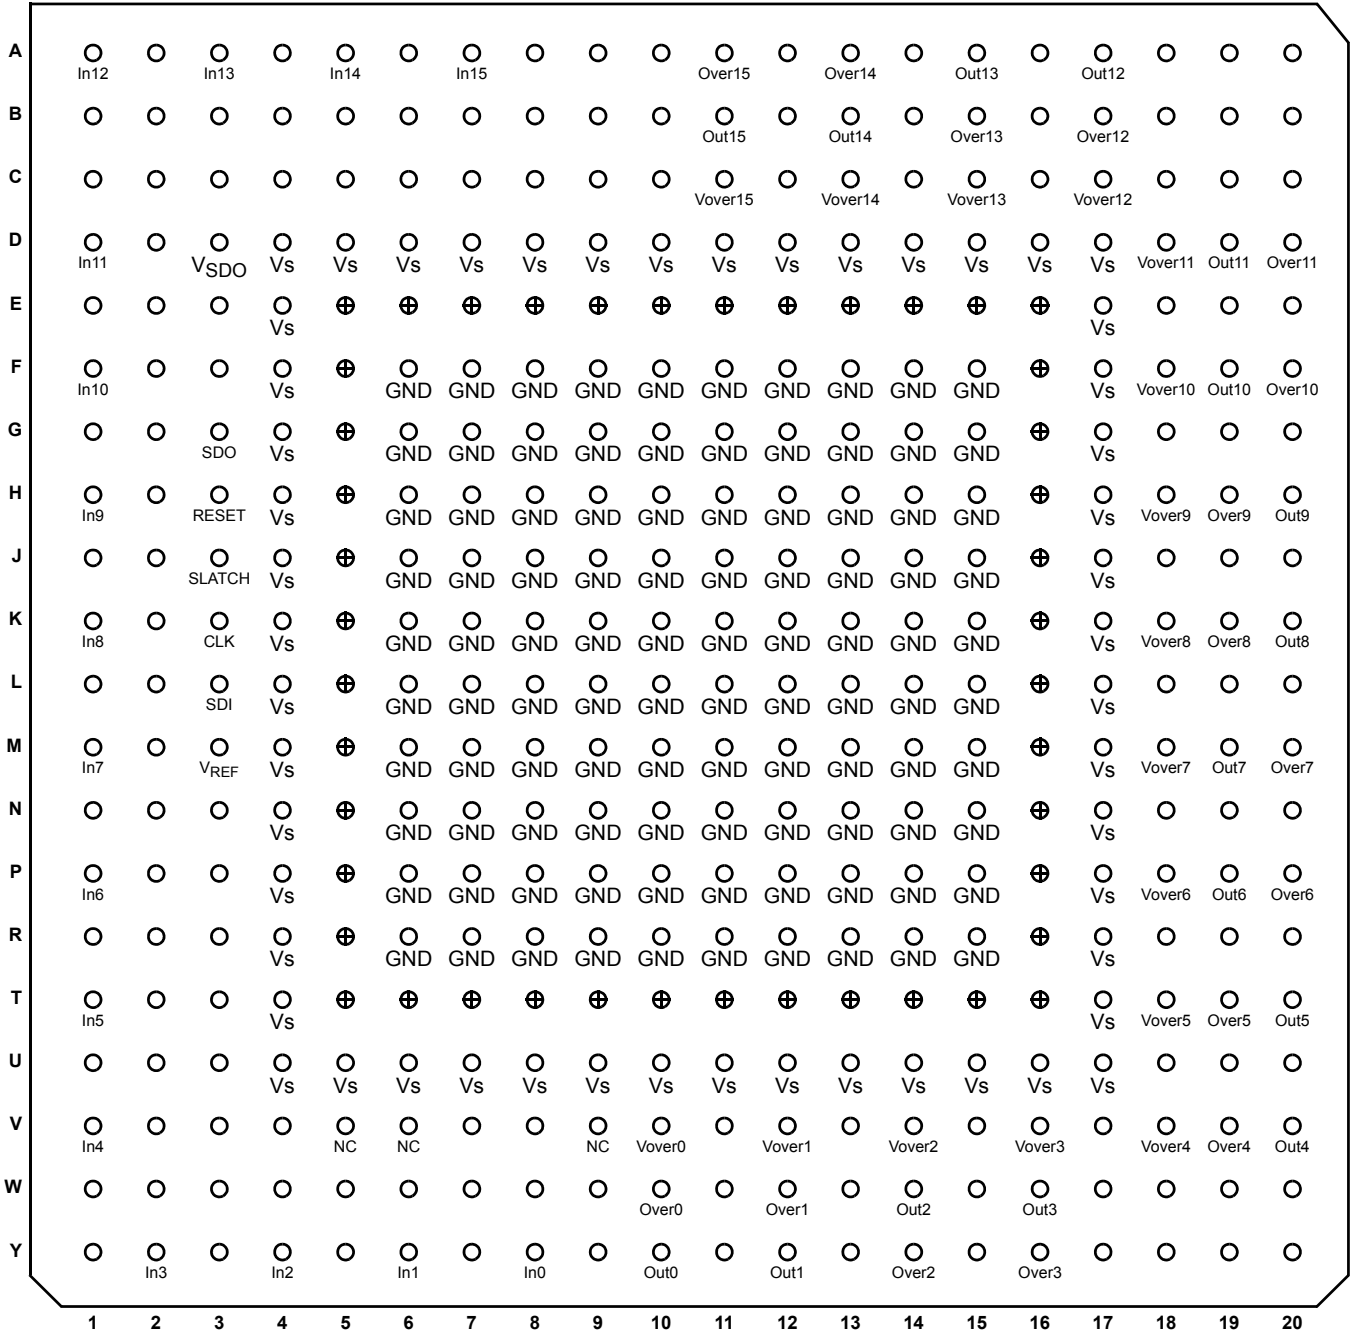 A
In12 In13 In14 In15 Over15 Over14 Out13 Out12
B
Out15 Out14 Over13 Over12
C
Vover15 Vover14 Vover13 Vover12
D
In11 VSDO Vs Vs Vs Vs Vs Vs Vs Vs Vs Vs Vs Vs Vs Vs Vover11 Out11 Over11
E
Vs Vs
F
In10 Vs GND GND GND GND GND GND GND GND GND GND Vs Vover10 Out10 Over10
G
SDO Vs GND GND GND GND GND GND GND GND GND GND Vs
H
In9 RESET Vs GND GND GND GND GND GND GND GND GND GND Vs Vover9 Over9 Out9
J
SLATCH Vs GND GND GND GND GND GND GND GND GND GND Vs
K
In8 CLK Vs GND GND GND GND GND GND GND GND GND GND Vs Vover8 Over8 Out8
L
SDI Vs GND GND GND GND GND GND GND GND GND GND Vs
M
In7 VREF Vs GND GND GND GND GND GND GND GND GND GND Vs Vover7 Out7 Over7
N
Vs GND GND GND GND GND GND GND GND GND GND Vs
P
In6 Vs GND GND GND GND GND GND GND GND GND GND Vs Vover6 Out6 Over6
R
Vs GND GND GND GND GND GND GND GND GND GND Vs
T
In5 Vs Vs Vover5 Over5 Out5
U
Vs Vs Vs Vs Vs Vs Vs Vs Vs Vs Vs Vs Vs Vs
V
In4 NC NC NC Vover0 Vover1 Vover2 Vover3 Vover4 Over4 Out4
W
Over0 Over1 Out2 Out3
Y
In3 In2 In1 In0 Out0 Out1 Over2 Over3
1 2 3 4 5 6 7 8 9 10 11 12 13 14 15 16 17 18 19 20